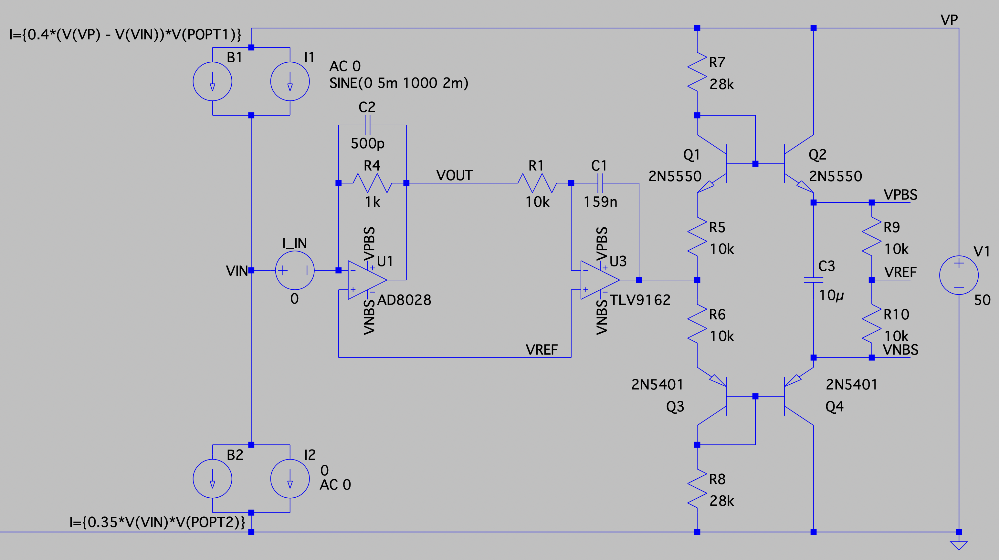 VP
I={0.4*(V(VP) - V(VIN))*V(POPT1)}
B1
I1
AC 0
SINE(0 5m 1000 2m)
R7
28k
C2
500p
Q1
2N5550
Q2
2N5550
R4
1k
VOUT
R1
10k
C1
159n
VPBS
R5
10k
R9
10k
I_IN
0
VIN
VPBS
U1
AD8028
VNBS
VPBS
U3
TLV9162
VNBS
C3
10µ
VREF
V1
50
R6
10k
R10
10k
VNBS
VREF
2N5401
Q3
2N5401
Q4
B2
I2
0
AC 0
R8
28k
I={0.35*V(VIN)*V(POPT2)}